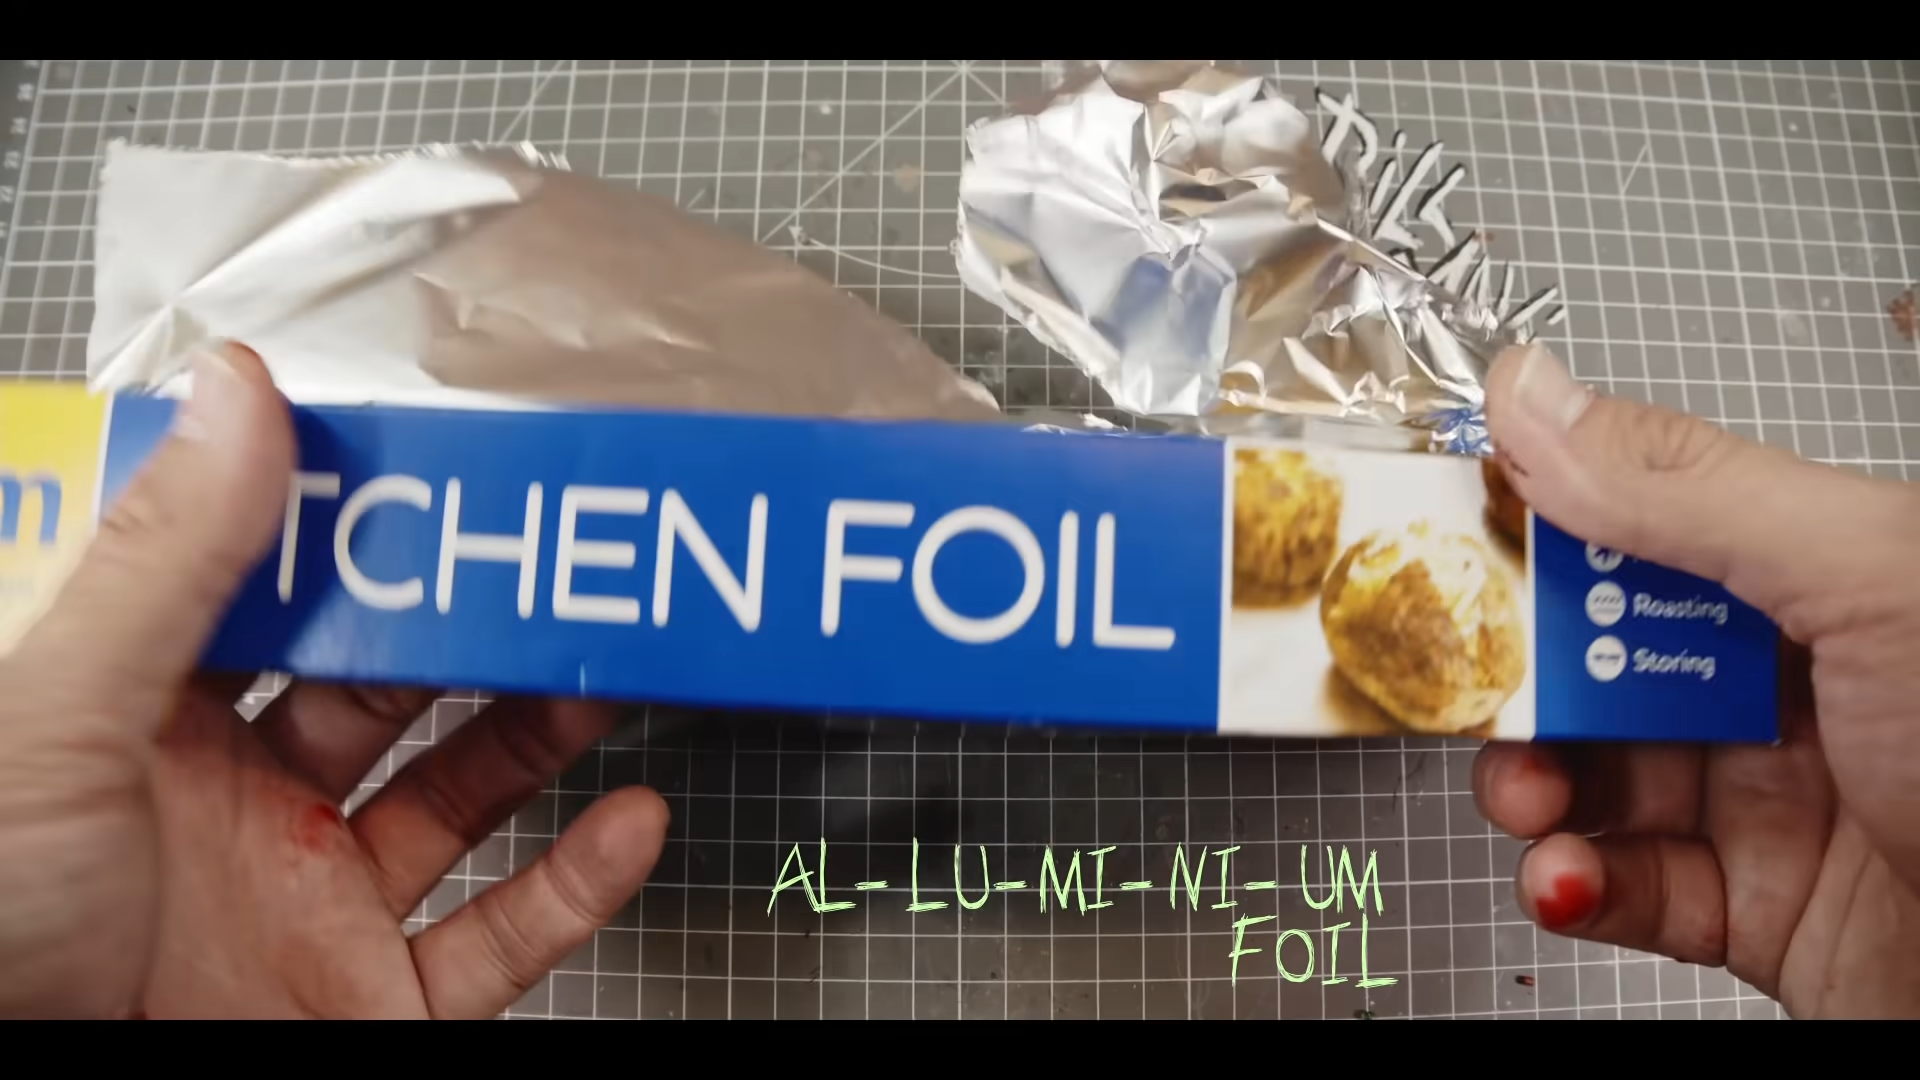 TCHEN FOIL
Roasting
Storing
AL-LU-MI-NI-UM
FOIL